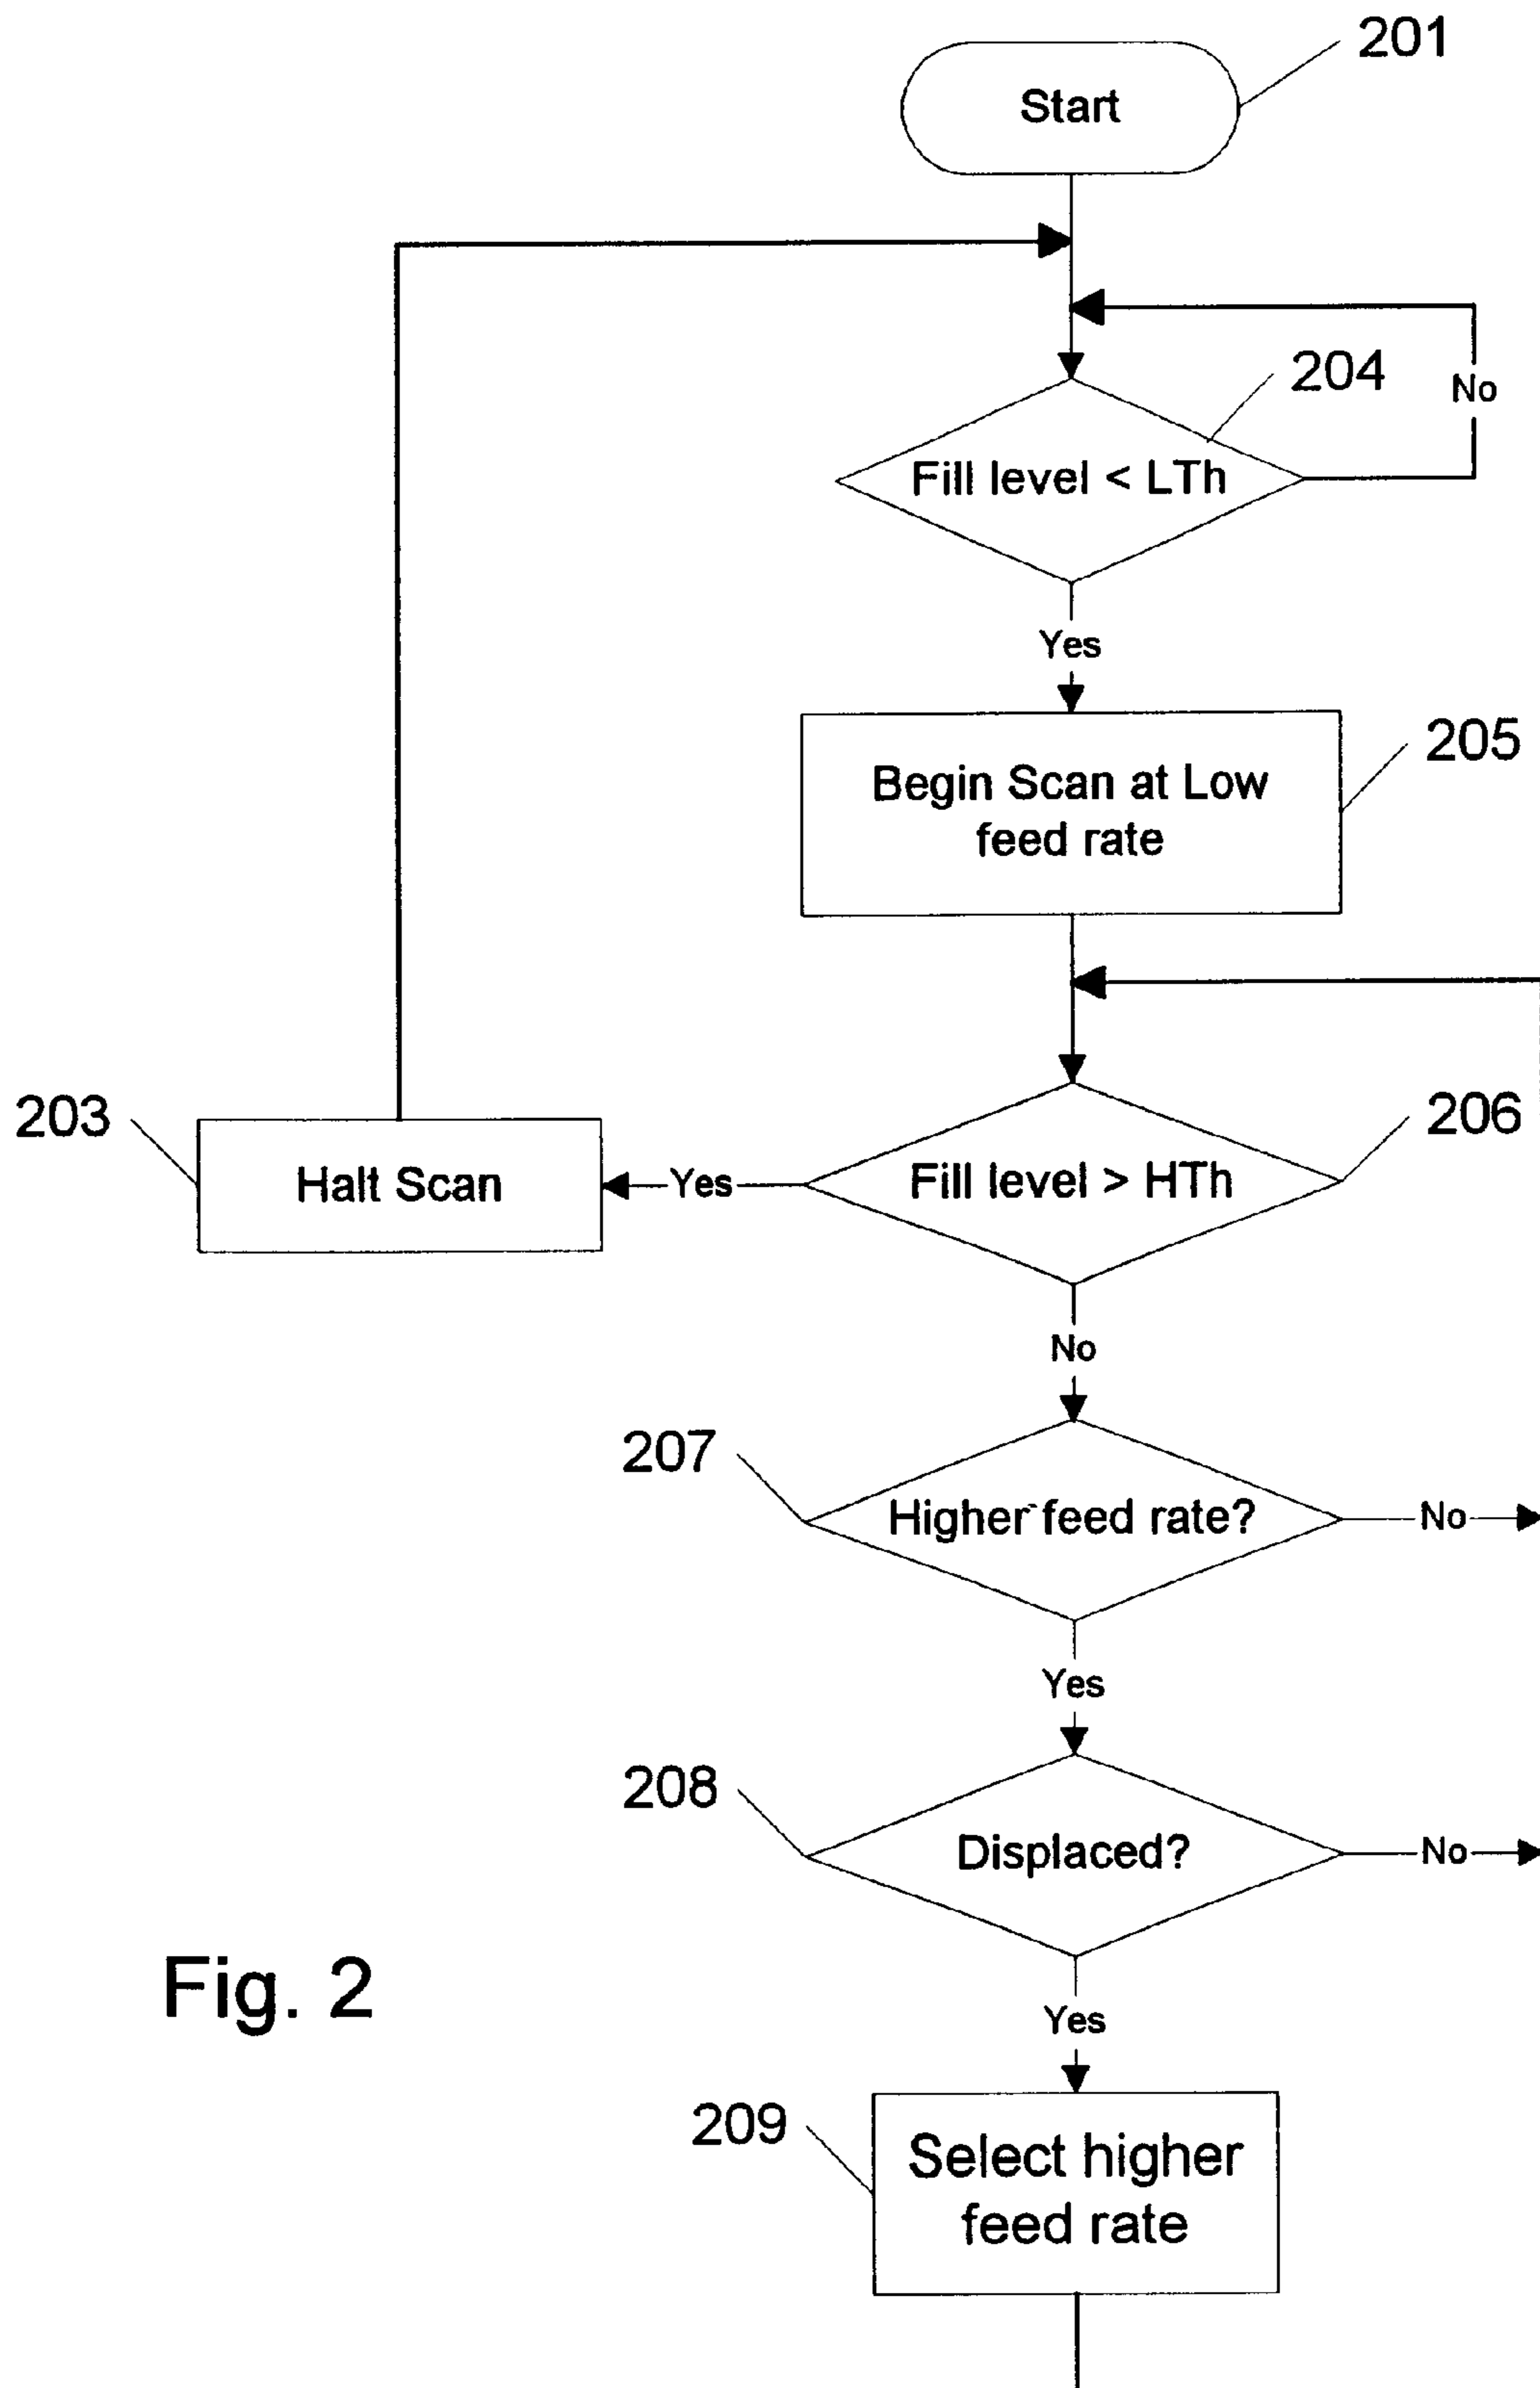 201
Start
204
No
Fill level < LTh
Yes
205
Begin Scan at Low
feed rate
203
206
Halt Scan
Yes
Fill level > HTh
No
207
Higher feed rate?
No
Yes
208
Displaced?
No
Fig. 2
Yes
209
Select higher
feed rate